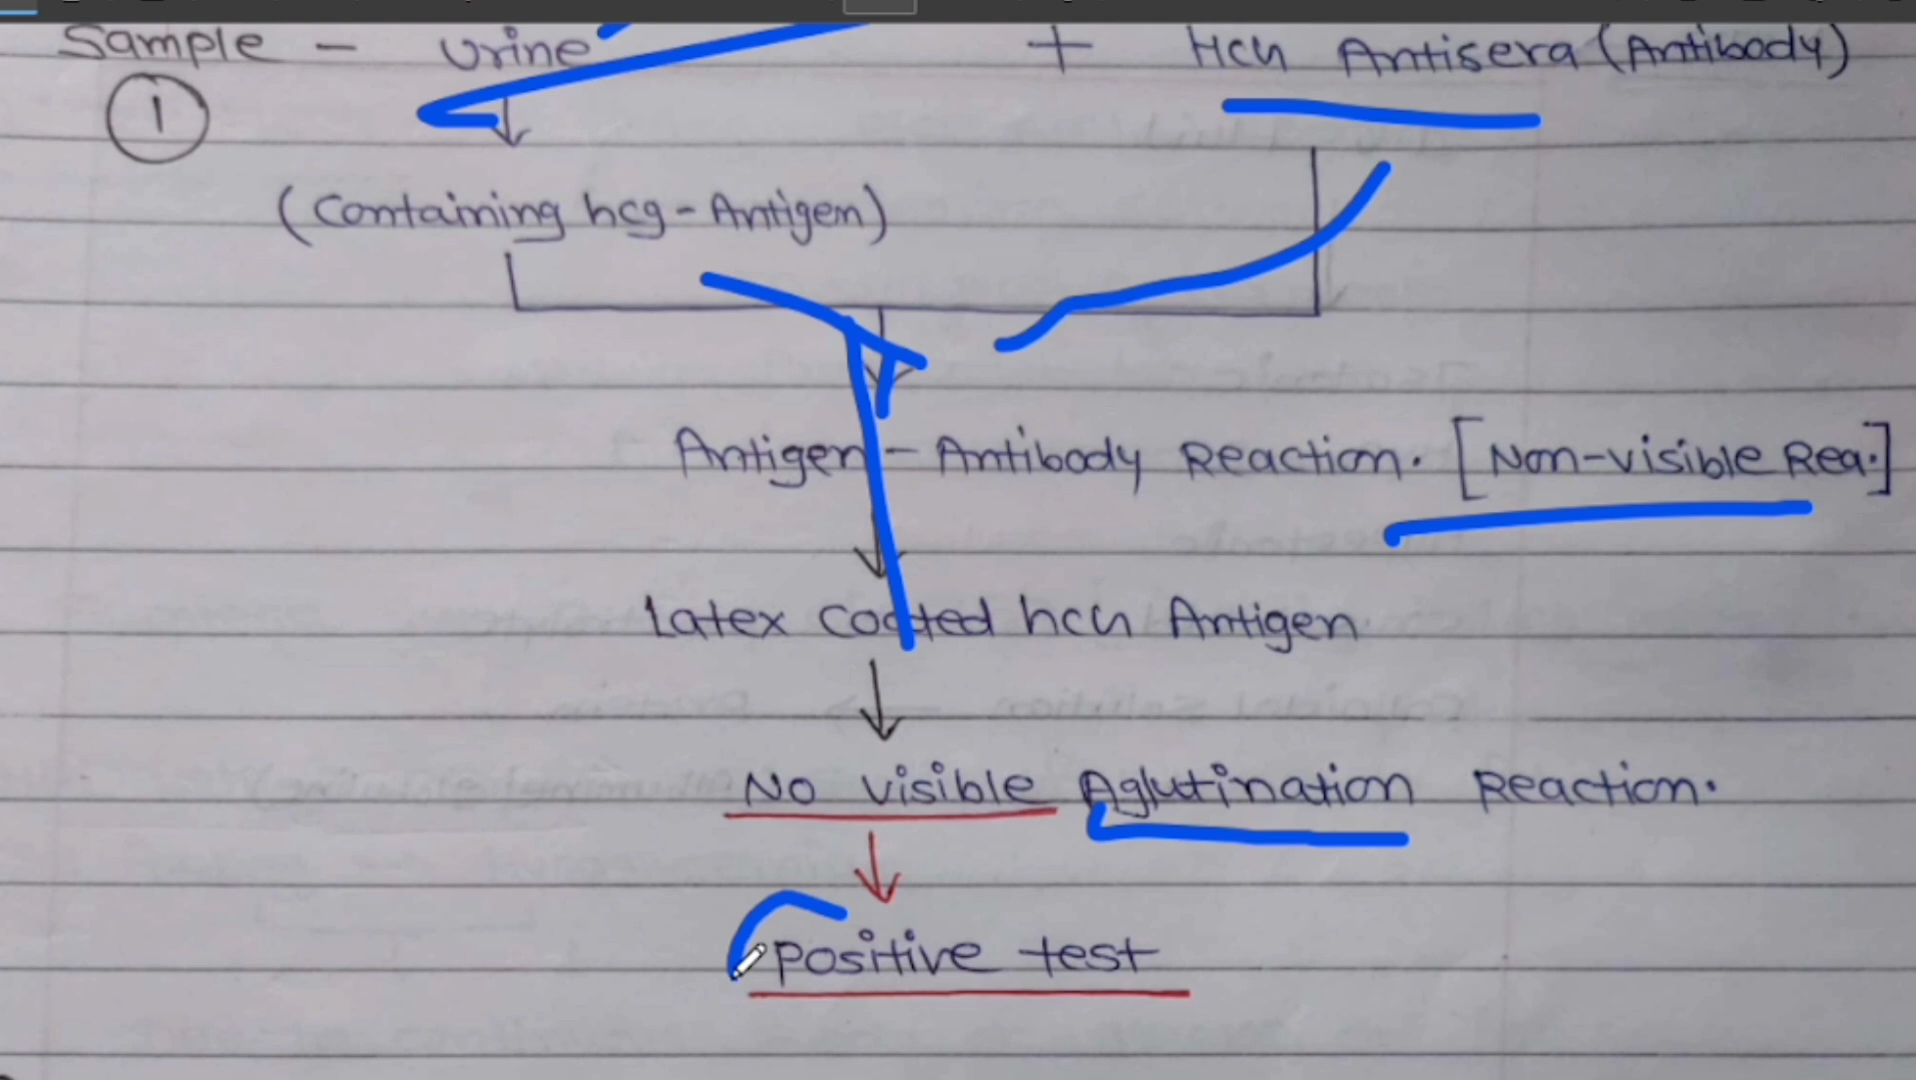 Sample - Urine + HCG Antisera (Antibody)
1
(Containing hcg - Antigen)
Antigen - Antibody Reaction. [Non-visible Rea.]
Latex coated hcg Antigen
No visible Aglutination Reaction.
Positive test